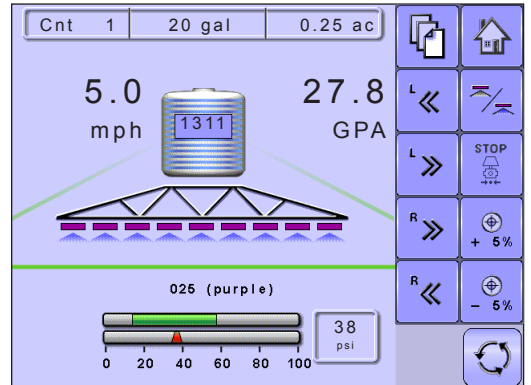 Cnt 1 20 gal 0.25 ac
5.0 27.8
mph GPA
1311
L
L STOP
R + 5%
R - 5%
025 (purple)
38
psi
0 20 40 60 80 100